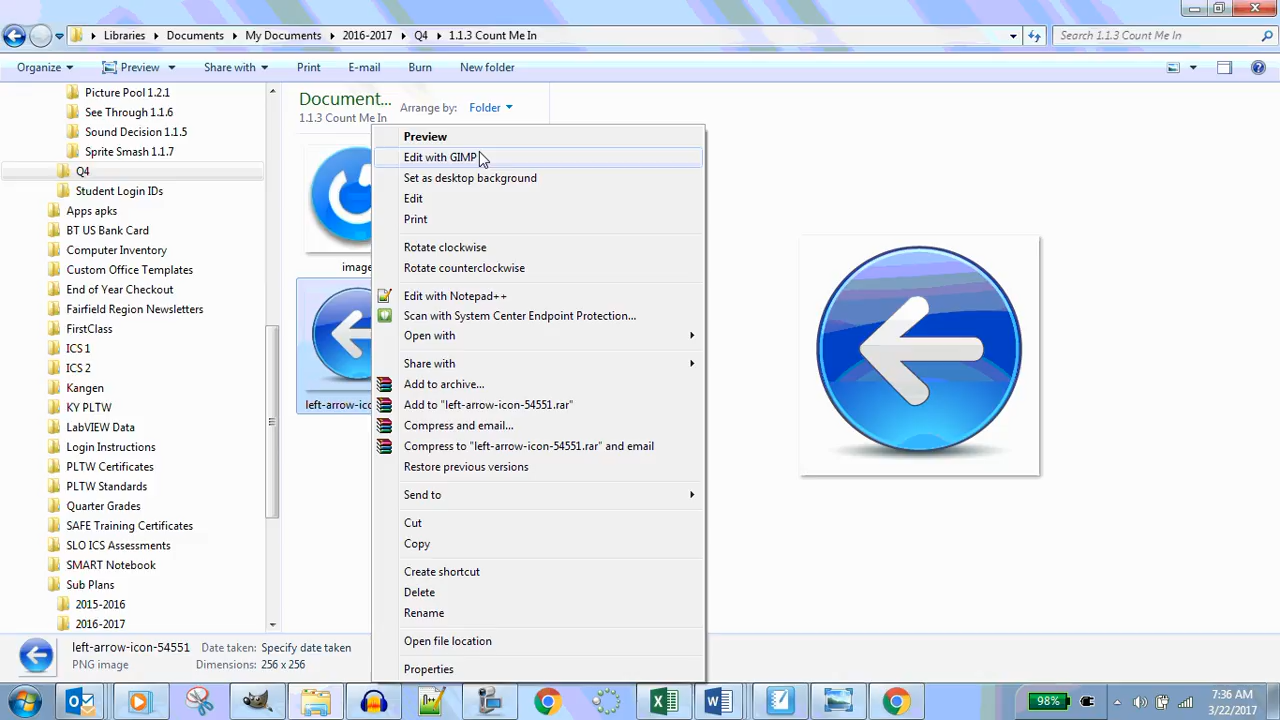 Libraries ▸ Documents ▸ My Documents ▸ 2016-2017 ▸ Q4 ▸ 1.1.3 Count Me In
Search 1.1.3 Count Me In
Organize Preview Share with Print E-mail Burn New folder
Picture Pool 1.2.1
See Through 1.1.6
Sound Decision 1.1.5
Sprite Smash 1.1.7
Q4
Student Login IDs
Apps apks
BT US Bank Card
Computer Inventory
Custom Office Templates
End of Year Checkout
Fairfield Region Newsletters
FirstClass
ICS 1
ICS 2
Kangen
KY PLTW
LabVIEW Data
Login Instructions
PLTW Certificates
PLTW Standards
Quarter Grades
SAFE Training Certificates
SLO ICS Assessments
SMART Notebook
Sub Plans
2015-2016
2016-2017
Document...
1.1.3 Count Me In
Arrange by: Folder
image
left-arrow-ico
Preview
Edit with GIMP
Set as desktop background
Edit
Print
Rotate clockwise
Rotate counterclockwise
Edit with Notepad++
Scan with System Center Endpoint Protection...
Open with
Share with
Add to archive...
Add to "left-arrow-icon-54551.rar"
Compress and email...
Compress to "left-arrow-icon-54551.rar" and email
Restore previous versions
Send to
Cut
Copy
Create shortcut
Delete
Rename
Open file location
Properties
left-arrow-icon-54551 Date taken: Specify date taken
PNG image Dimensions: 256 x 256
98%
7:36 AM
3/22/2017